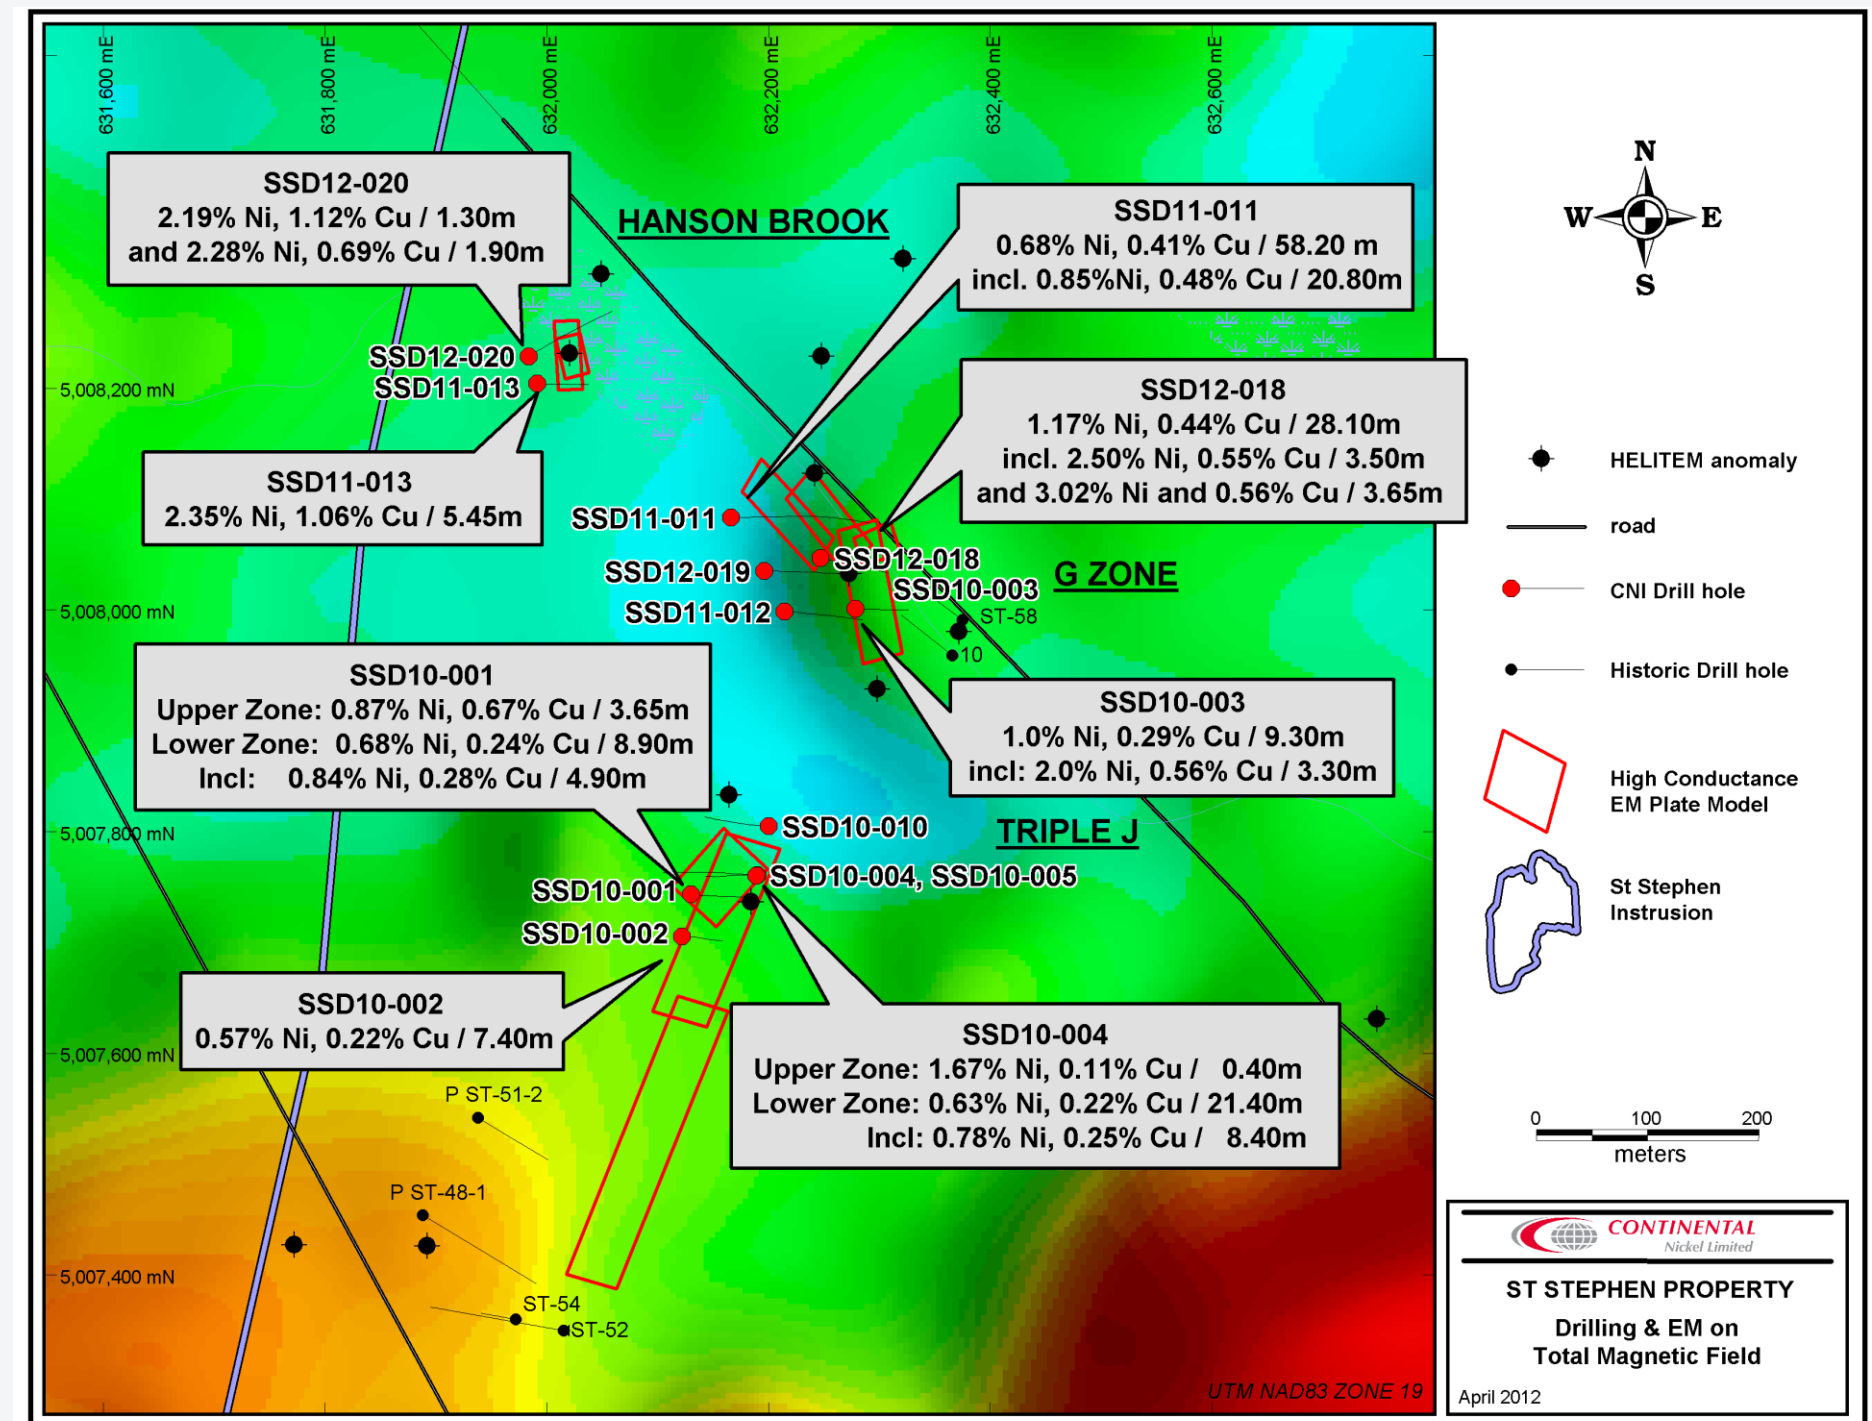 631,600 mE
631,800 mE
632,000 mE
632,200 mE
632,400 mE
632,600 mE
SSD12-020
2.19% Ni, 1.12% Cu / 1.30m
and 2.28% Ni, 0.69% Cu / 1.90m
HANSON BROOK
SSD11-011
0.68% Ni, 0.41% Cu / 58.20 m
incl. 0.85%Ni, 0.48% Cu / 20.80m
SSD12-020
SSD11-013
5,008,200 mN
SSD12-018
1.17% Ni, 0.44% Cu / 28.10m
incl. 2.50% Ni, 0.55% Cu / 3.50m
and 3.02% Ni and 0.56% Cu / 3.65m
SSD11-013
2.35% Ni, 1.06% Cu / 5.45m
SSD11-011
SSD12-018
SSD12-019
G ZONE
SSD10-003
5,008,000 mN
SSD11-012
ST-58
10
SSD10-001
Upper Zone: 0.87% Ni, 0.67% Cu / 3.65m
Lower Zone: 0.68% Ni, 0.24% Cu / 8.90m
Incl: 0.84% Ni, 0.28% Cu / 4.90m
SSD10-003
1.0% Ni, 0.29% Cu / 9.30m
incl: 2.0% Ni, 0.56% Cu / 3.30m
5,007,800 mN
SSD10-010
TRIPLE J
SSD10-004, SSD10-005
SSD10-001
SSD10-002
SSD10-002
0.57% Ni, 0.22% Cu / 7.40m
SSD10-004
Upper Zone: 1.67% Ni, 0.11% Cu / 0.40m
Lower Zone: 0.63% Ni, 0.22% Cu / 21.40m
Incl: 0.78% Ni, 0.25% Cu / 8.40m
5,007,600 mN
P ST-51-2
P ST-48-1
5,007,400 mN
ST-54
ST-52
UTM NAD83 ZONE 19
N
W E
S
HELITEM anomaly
road
CNI Drill hole
Historic Drill hole
High Conductance
EM Plate Model
St Stephen
Instrusion
0 100 200
meters
CONTINENTAL
Nickel Limited
ST STEPHEN PROPERTY
Drilling & EM on
Total Magnetic Field
April 2012